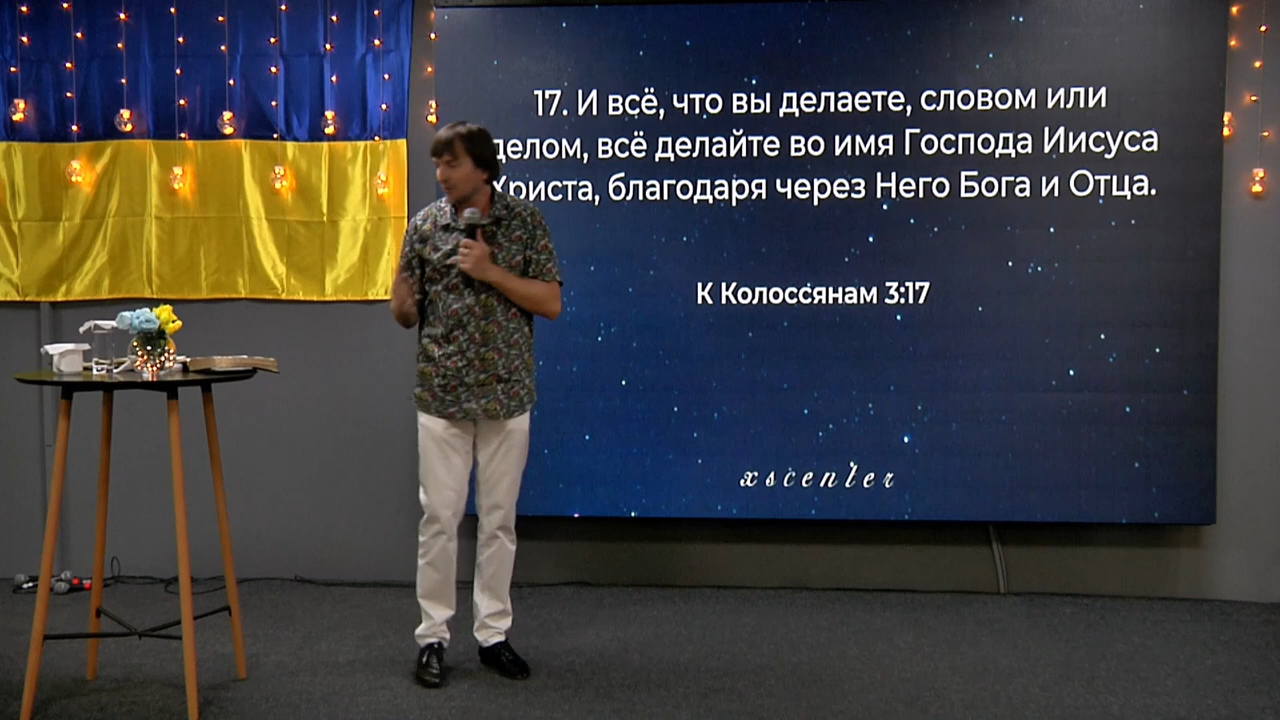 17. И всё, что вы делаете, словом или
делом, всё делайте во имя Господа Иисуса
Христа, благодаря через Него Бога и Отца.
К Колоссянам 3:17
xscenter